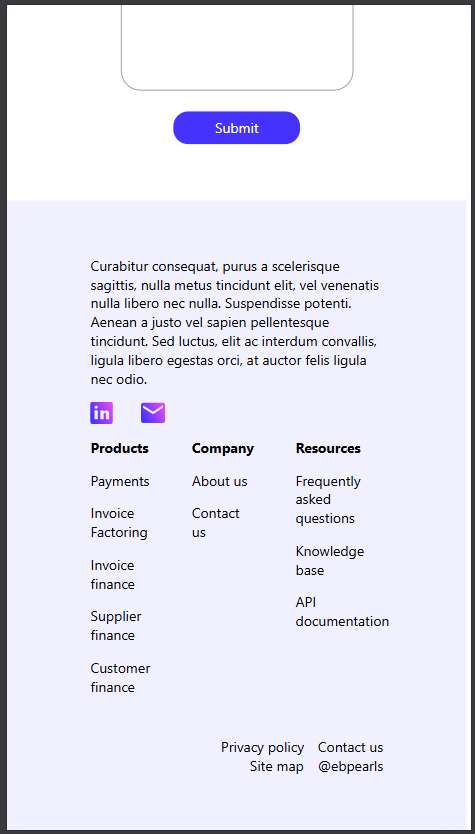 Submit
Curabitur consequat, purus a scelerisque
sagittis, nulla metus tincidunt elit, vel venenatis
nulla libero nec nulla. Suspendisse potenti.
Aenean a justo vel sapien pellentesque
tincidunt. Sed luctus, elit ac interdum convallis,
ligula libero egestas orci, at auctor felis ligula
nec odio.
in
Products
Payments
Invoice
Factoring
Invoice
finance
Supplier
finance
Customer
finance
Company
About us
Contact
us
Resources
Frequently
asked
questions
Knowledge
base
API
documentation
Privacy policy
Contact us
Site map
@ebpearls